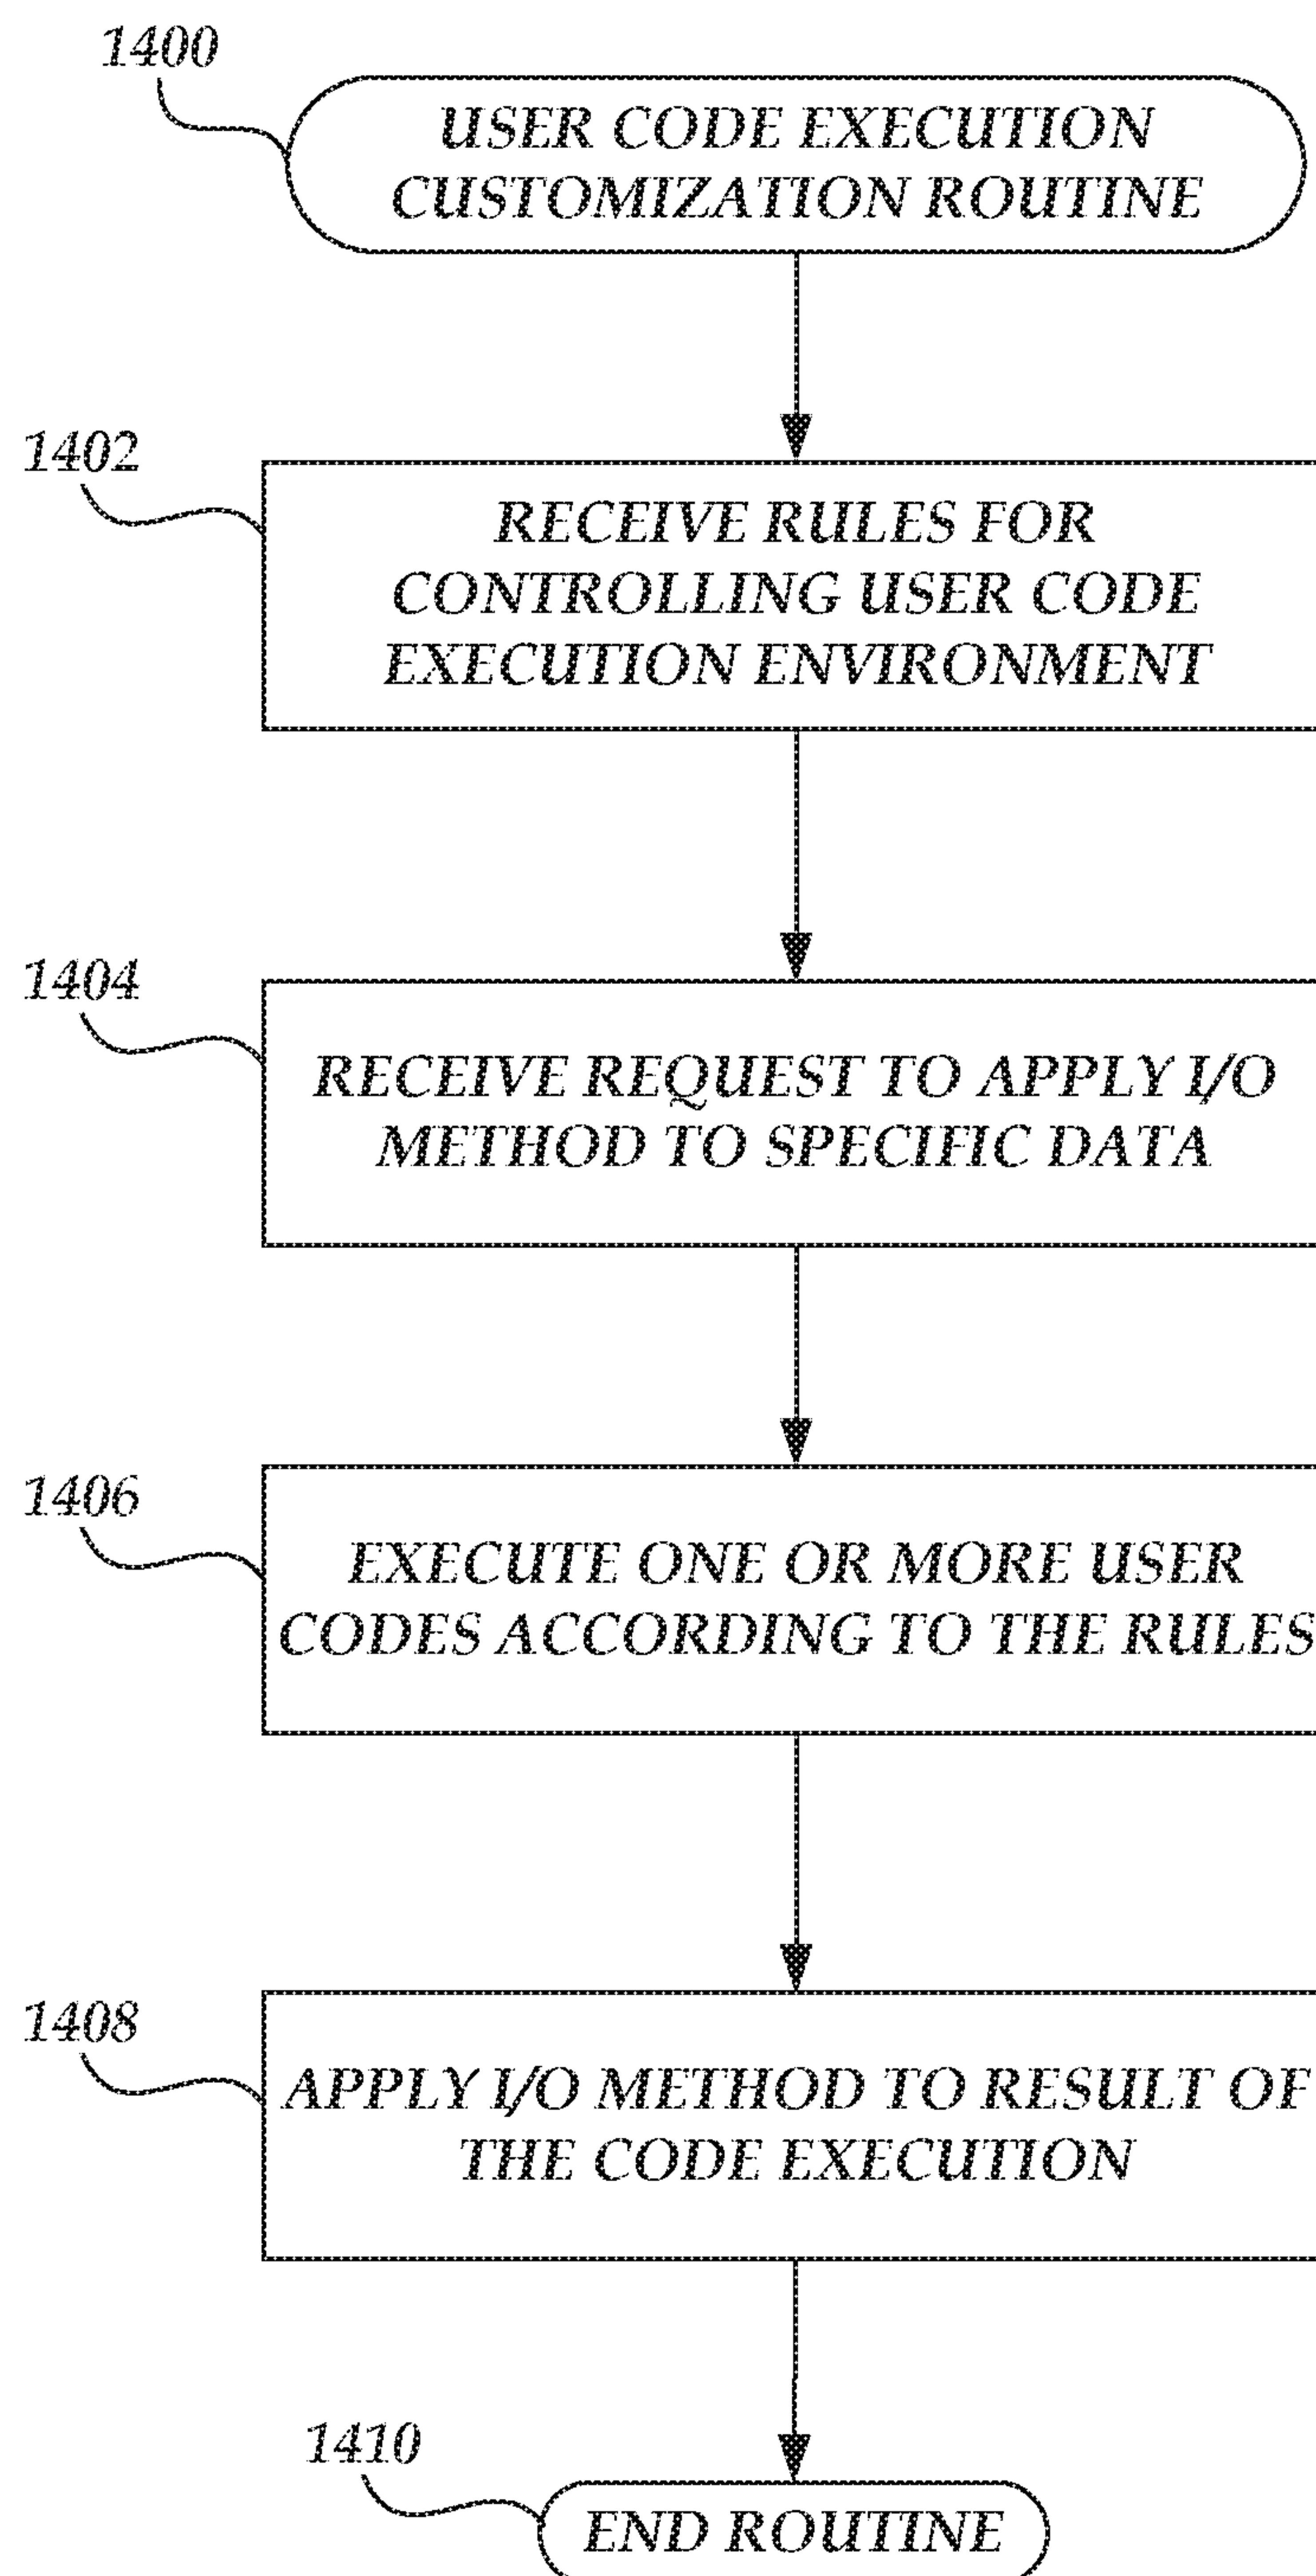 1400
USER CODE EXECUTION
CUSTOMIZATION ROUTINE
1402
RECEIVE RULES FOR
CONTROLLING USER CODE
EXECUTION ENVIRONMENT
1404
RECEIVE REQUEST TO APPLY I/O
METHOD TO SPECIFIC DATA
1406
EXECUTE ONE OR MORE USER
CODES ACCORDING TO THE RULES
1408
APPLY I/O METHOD TO RESULT OF
THE CODE EXECUTION
1410
END ROUTINE